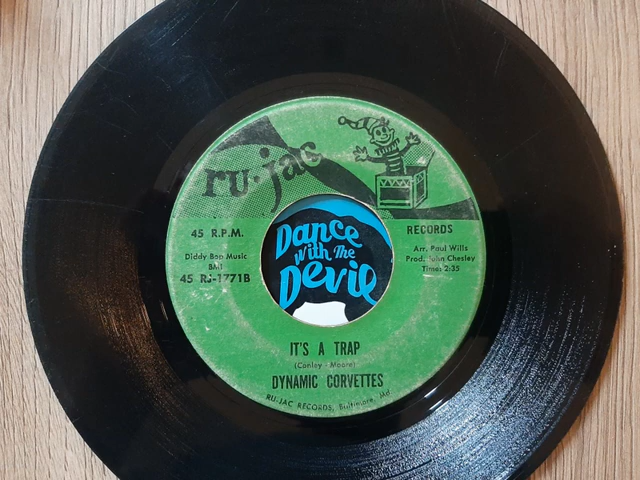 ru-jac
45 R.P.M.
RECORDS
Diddy Bop Music
BMI
45 RJ-1771B
Arr. Paul Wills
Prod. John Chesley
Time: 2:35
Dance
with The
Devil
IT'S A TRAP
(Conley - Moore)
DYNAMIC CORVETTES
RU-JAC RECORDS, Baltimore, Md.